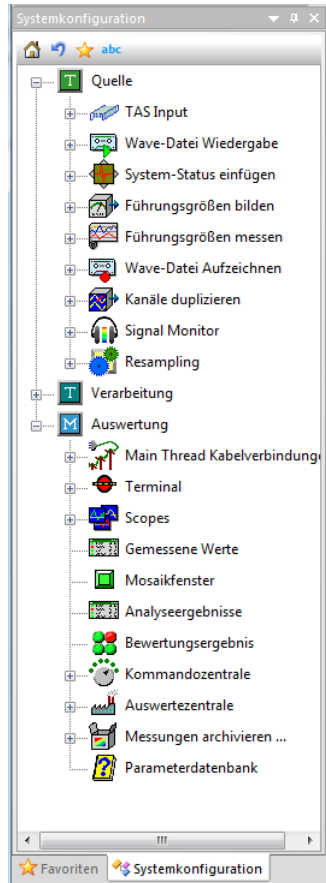 Systemkonfiguration
abc
T Quelle
TAS Input
Wave-Datei Wiedergabe
System-Status einfügen
Führungsgrößen bilden
Führungsgrößen messen
Wave-Datei Aufzeichnen
Kanäle duplizieren
Signal Monitor
Resampling
T Verarbeitung
M Auswertung
Main Thread Kabelverbindunge
Terminal
Scopes
Gemessene Werte
Mosaikfenster
Analyseergebnisse
Bewertungsergebnis
Kommandozentrale
Auswertezentrale
Messungen archivieren ...
Parameterdatenbank
Favoriten Systemkonfiguration